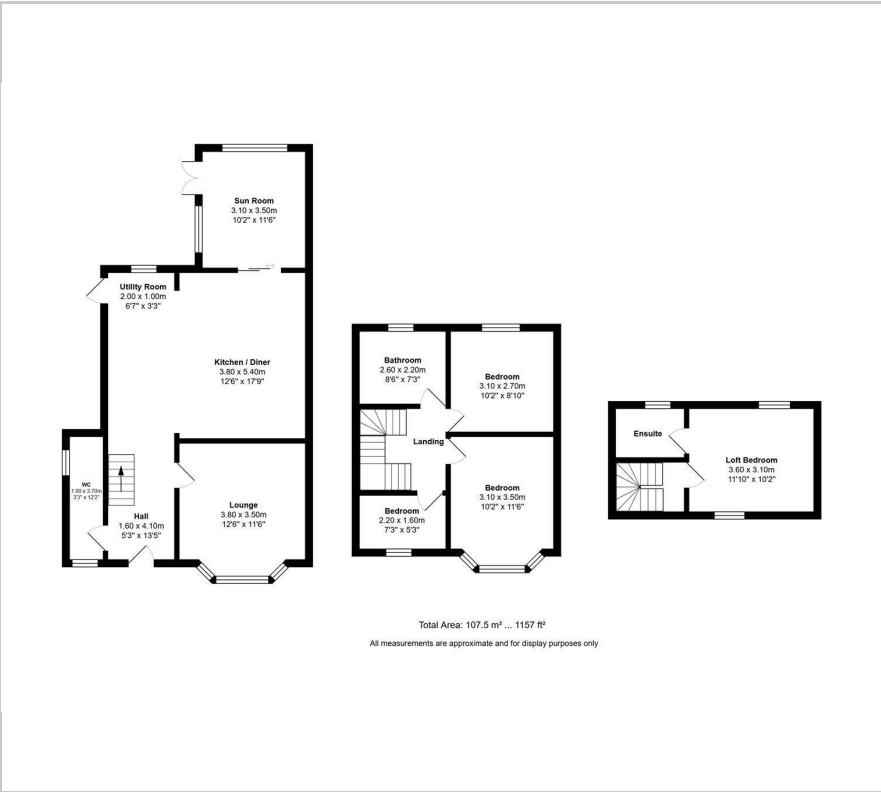 Sun Room
3.10 x 3.50m
10'2" x 11'6"
Utility Room
2.00 x 1.00m
6'7" x 3'3"
Kitchen / Diner
3.80 x 5.40m
12'6" x 17'9"
WC
1.00 x 3.70m
3'3" x 12'2"
Hall
1.60 x 4.10m
5'3" x 13'5"
Lounge
3.80 x 3.50m
12'6" x 11'6"
Bathroom
2.60 x 2.20m
8'6" x 7'3"
Bedroom
3.10 x 2.70m
10'2" x 8'10"
Landing
Bedroom
3.10 x 3.50m
10'2" x 11'6"
Bedroom
2.20 x 1.60m
7'3" x 5'3"
Ensuite
Loft Bedroom
3.60 x 3.10m
11'10" x 10'2"
Total Area: 107.5 m² ... 1157 ft²
All measurements are approximate and for display purposes only